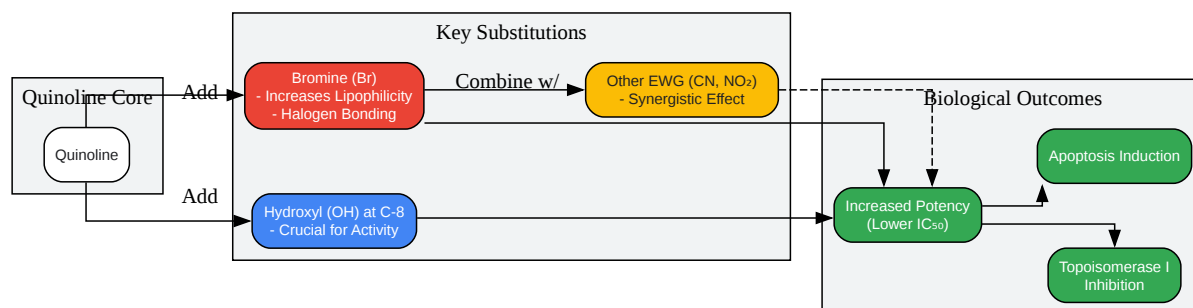 Key Substitutions
Quinoline Core
Quinoline
Add
Add
Bromine (Br)
- Increases Lipophilicity
- Halogen Bonding
Combine w/
Other EWG (CN, NO₂)
- Synergistic Effect
Hydroxyl (OH) at C-8
- Crucial for Activity
Biological Outcomes
Increased Potency
(Lower IC₅₀)
Apoptosis Induction
Topoisomerase I
Inhibition